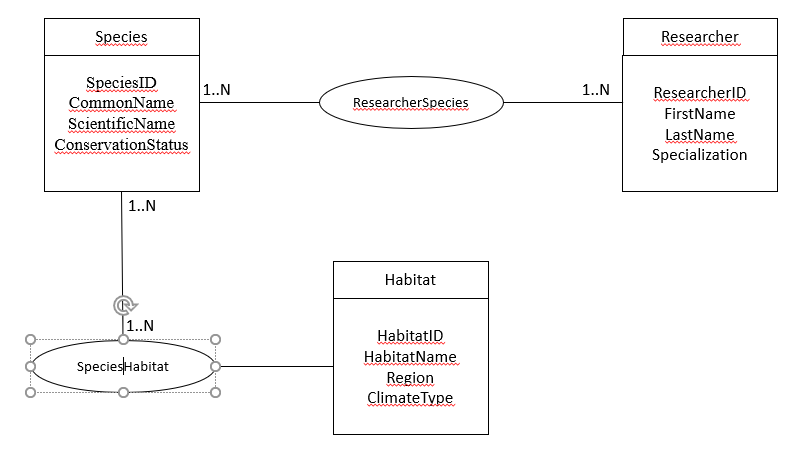 Species
SpeciesID
CommonName
ScientificName
ConservationStatus
1..N
ResearcherSpecies
1..N
Researcher
ResearcherID
FirstName
LastName
Specialization
1..N
1..N
SpeciesHabitat
Habitat
HabitatID
HabitatName
Region
ClimateType